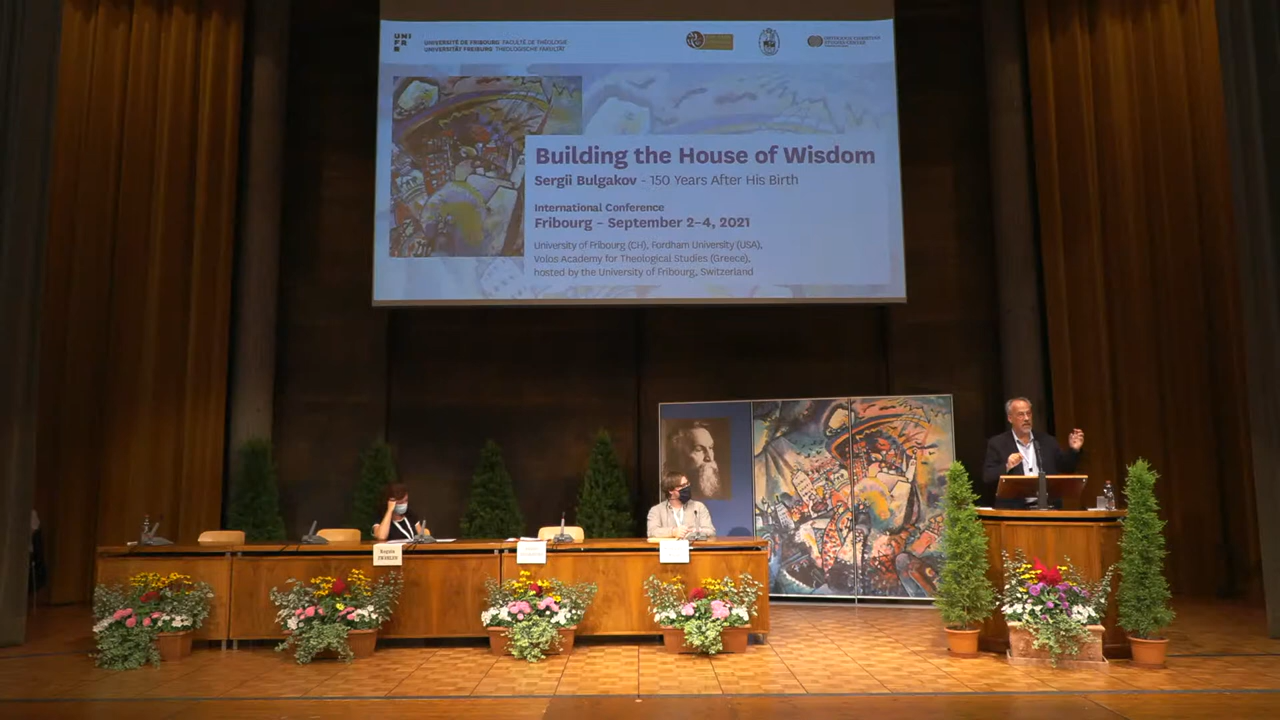 UNI
FR
UNIVERSITÉ DE FRIBOURG FACULTÉ DE THÉOLOGIE
UNIVERSITÄT FREIBURG THEOLOGISCHE FAKULTÄT
Building the House of Wisdom
Sergii Bulgakov - 150 Years After His Birth
International Conference
Fribourg – September 2–4, 2021
University of Fribourg (CH), Fordham University (USA),
Volos Academy for Theological Studies (Greece),
hosted by the University of Fribourg, Switzerland